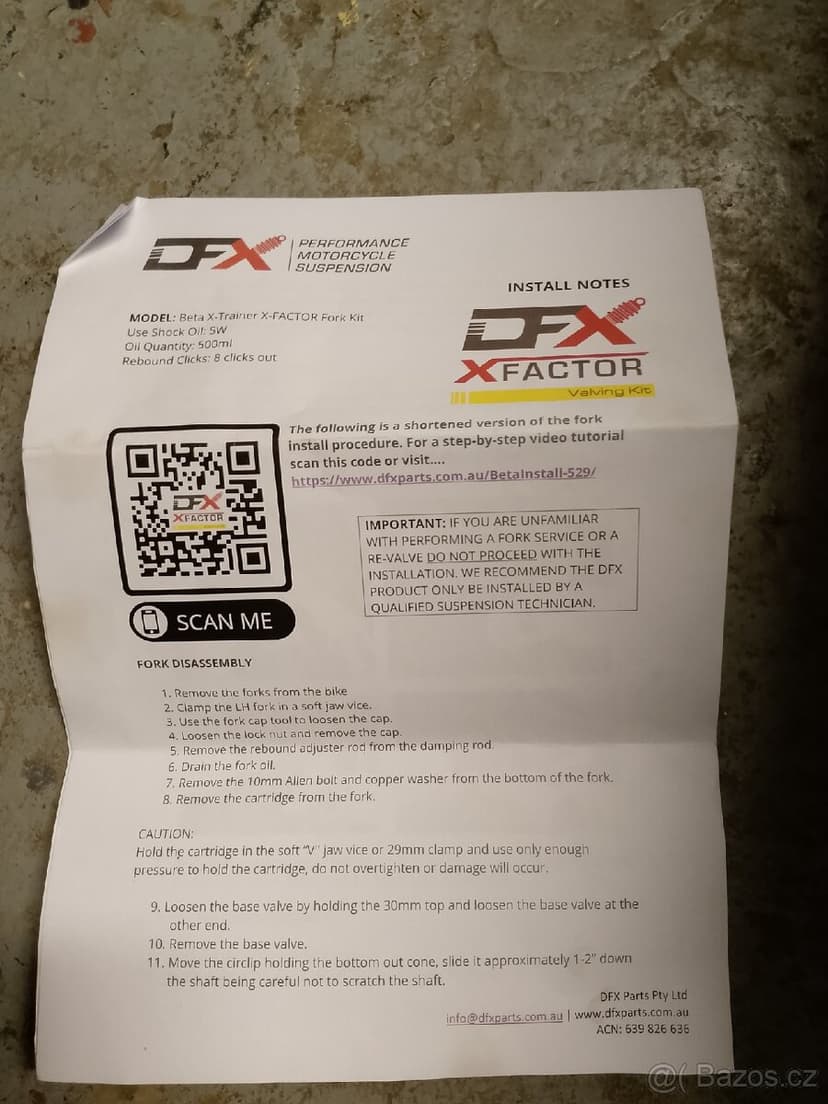 DFX PERFORMANCE
MOTORCYCLE
SUSPENSION
INSTALL NOTES
MODEL: Beta X-Trainer X-FACTOR Fork Kit
Use Shock Oil: 5W
Oil Quantity: 500ml
Rebound Clicks: 8 clicks out
DFX
XFACTOR
Valving Kit
The following is a shortened version of the fork
install procedure. For a step-by-step video tutorial
scan this code or visit....
https://www.dfxparts.com.au/BetaInstall-529/
DFX
XFACTOR
IMPORTANT: IF YOU ARE UNFAMILIAR
WITH PERFORMING A FORK SERVICE OR A
RE-VALVE DO NOT PROCEED WITH THE
INSTALLATION. WE RECOMMEND THE DFX
PRODUCT ONLY BE INSTALLED BY A
QUALIFIED SUSPENSION TECHNICIAN.
SCAN ME
FORK DISASSEMBLY
1. Remove the forks from the bike
2. Clamp the LH fork in a soft jaw vice.
3. Use the fork cap tool to loosen the cap.
4. Loosen the lock nut and remove the cap.
5. Remove the rebound adjuster rod from the damping rod.
6. Drain the fork oil.
7. Remove the 10mm Allen bolt and copper washer from the bottom of the fork.
8. Remove the cartridge from the fork.
CAUTION:
Hold the cartridge in the soft "V" jaw vice or 29mm clamp and use only enough
pressure to hold the cartridge, do not overtighten or damage will occur.
9. Loosen the base valve by holding the 30mm top and loosen the base valve at the
other end.
10. Remove the base valve.
11. Move the circlip holding the bottom out cone, slide it approximately 1-2" down
the shaft being careful not to scratch the shaft.
DFX Parts Pty Ltd
info@dfxparts.com.au | www.dfxparts.com.au
ACN: 639 826 636
@( Bazos.cz